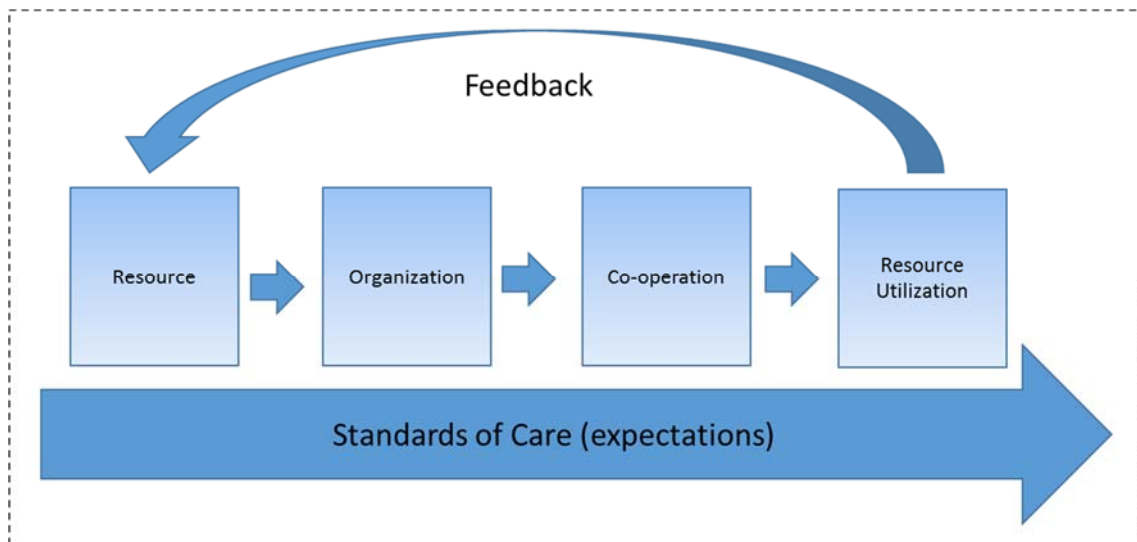 Feedback
Resource
Organization
Co-operation
Resource
Utilization
Standards of Care (expectations)